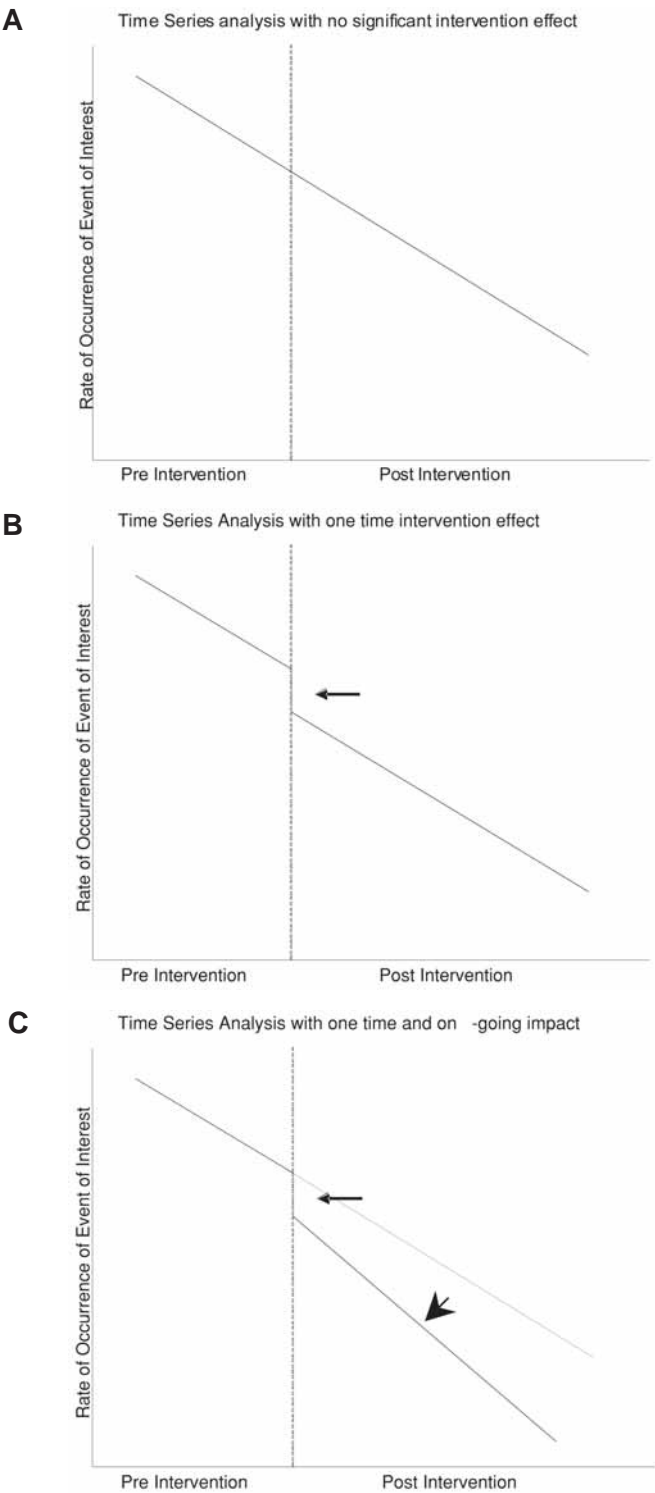 A
Time Series analysis with no significant intervention effect
Rate of Occurrence of Event of Interest
Pre Intervention Post Intervention
B
Time Series Analysis with one time intervention effect
Rate of Occurrence of Event of Interest
Pre Intervention Post Intervention
C
Time Series Analysis with one time and on -going impact
Rate of Occurrence of Event of Interest
Pre Intervention Post Intervention